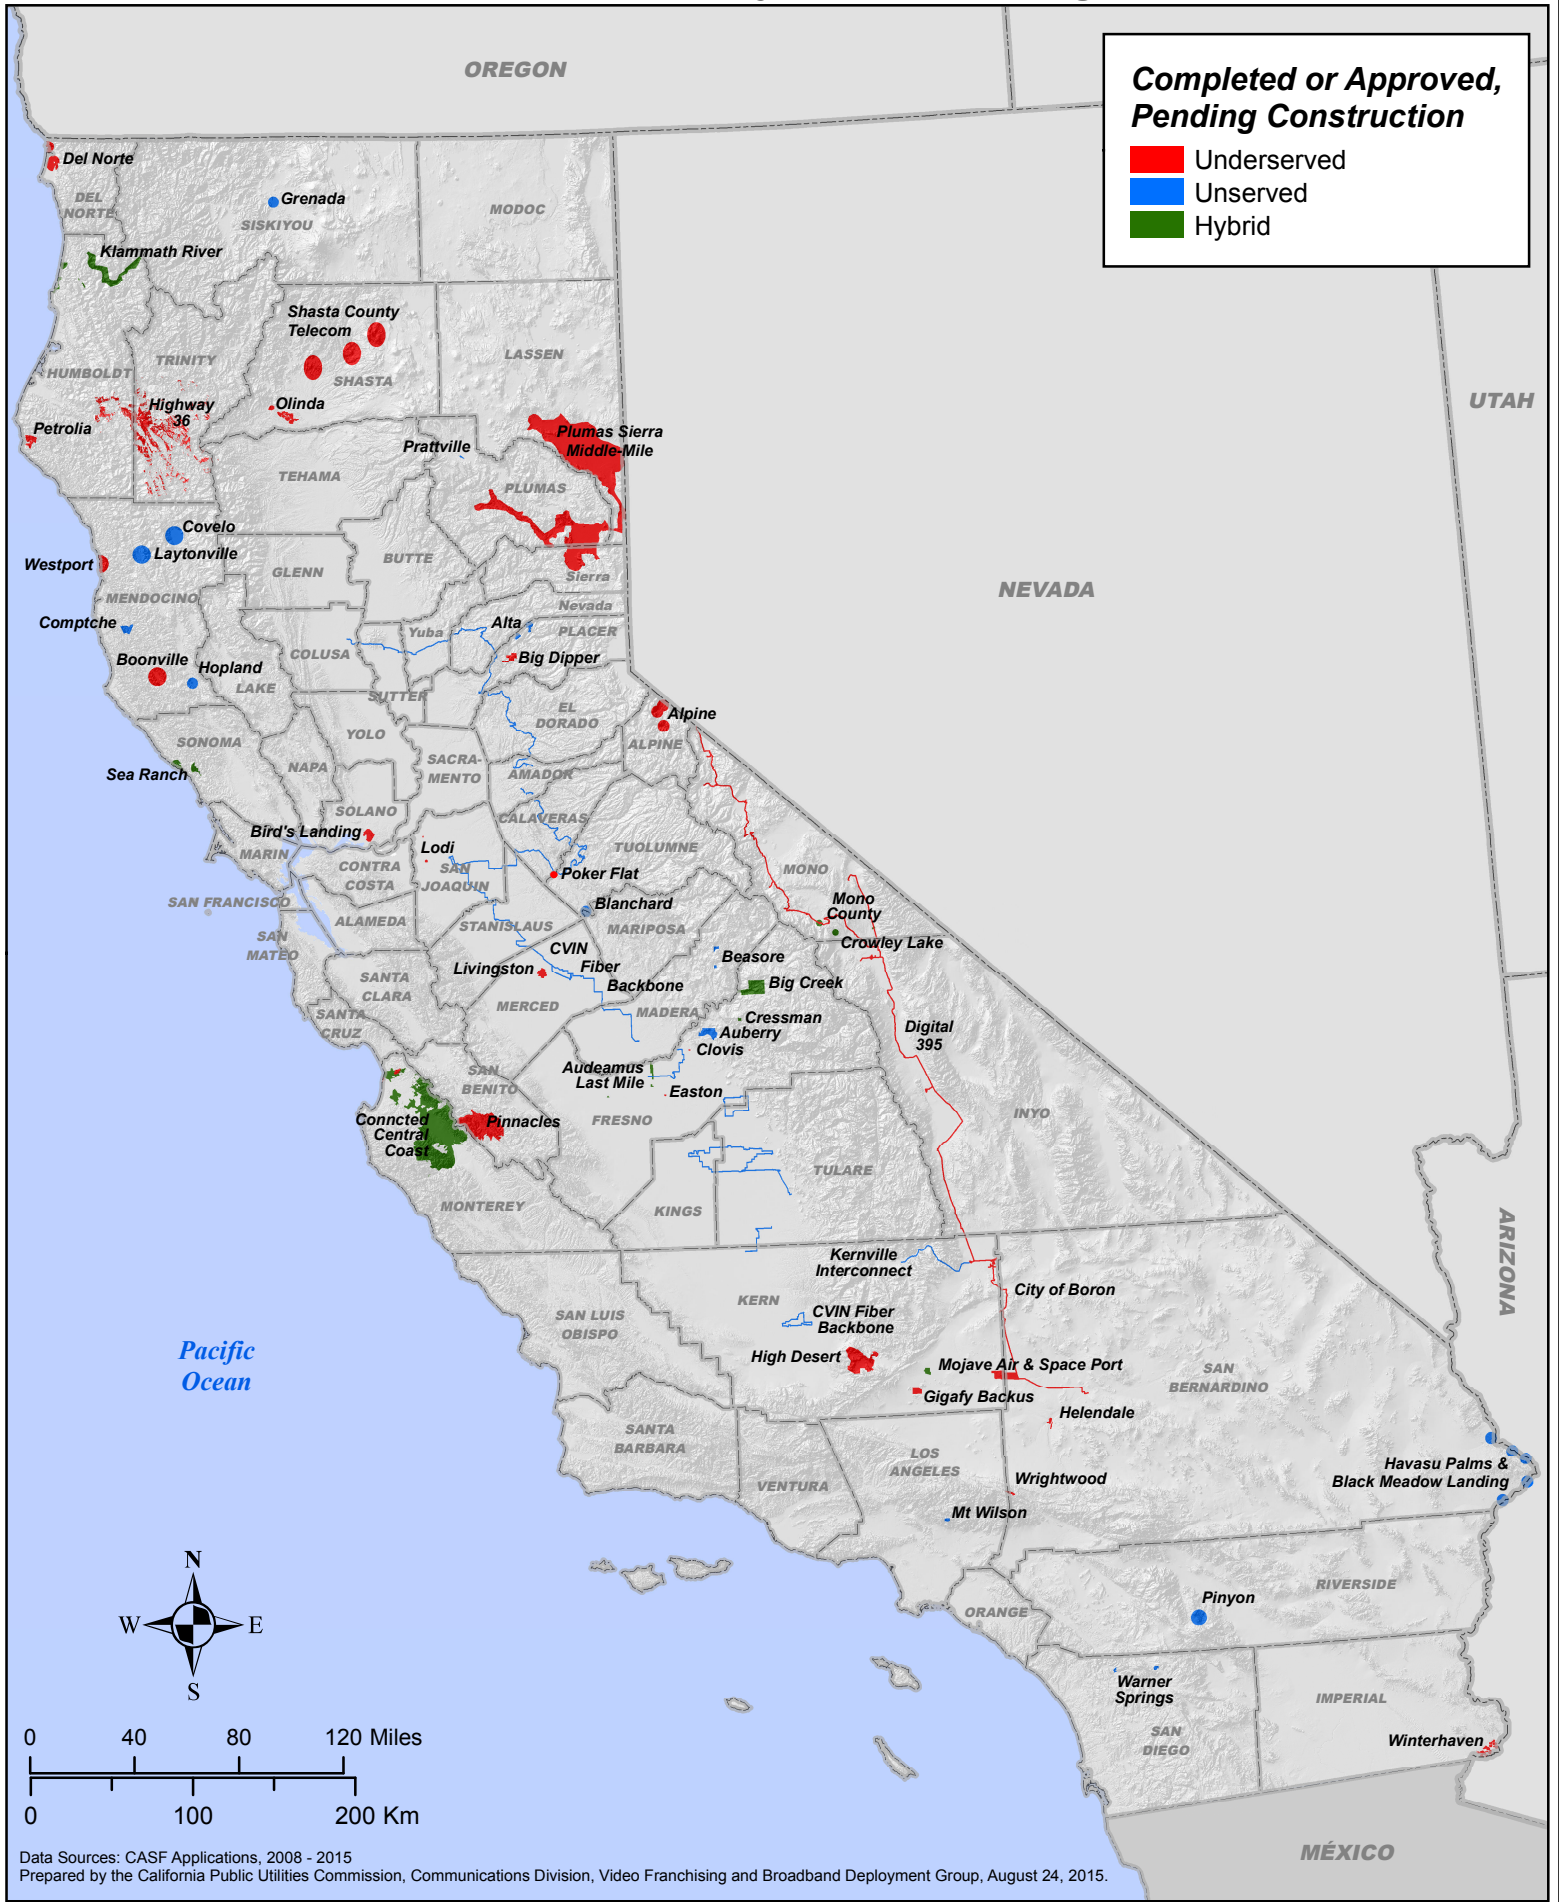 OREGON
Completed or Approved,
Pending Construction
Underserved
Unserved
Hybrid
Del Norte
DEL
NORTE
Grenada
SISKIYOU
MODOC
Klammath River
Shasta County
Telecom
TRINITY
LASSEN
HUMBOLDT
SHASTA
UTAH
Highway
36
Olinda
Petrolia
Plumas Sierra
Middle-Mile
Prattville
TEHAMA
PLUMAS
Covelo
Laytonville
Westport
BUTTE
GLENN
Sierra
NEVADA
MENDOCINO
Nevada
Comptche
Alta
Yuba
PLACER
COLUSA
Big Dipper
Boonville
Hopland
LAKE
SUTTER
EL
DORADO
Alpine
YOLO
SONOMA
ALPINE
SACRA-
MENTO
NAPA
AMADOR
Sea Ranch
SOLANO
CALAVERAS
Bird's Landing
Lodi
TUOLUMNE
MARIN
CONTRA
COSTA
SAN
JOAQUIN
Poker Flat
MONO
SAN FRANCISCO
Blanchard
Mono
County
ALAMEDA
STANISLAUS
MARIPOSA
SAN
MATEO
CVIN
Fiber
Backbone
Crowley Lake
Beasore
Livingston
SANTA
CLARA
Big Creek
MERCED
MADERA
SANTA
CRUZ
Cressman
Auberry
Clovis
Digital
395
Audeamus
Last Mile
SAN
BENITO
Easton
INYO
Conncted
Central
Coast
Pinnacles
FRESNO
TULARE
MONTEREY
KINGS
ARIZONA
Kernville
Interconnect
City of Boron
KERN
CVIN Fiber
Backbone
SAN LUIS
OBISPO
Pacific
Ocean
High Desert
Mojave Air & Space Port
SAN
BERNARDINO
Gigafy Backus
Helendale
SANTA
BARBARA
LOS
ANGELES
Havasu Palms &
Black Meadow Landing
VENTURA
Wrightwood
Mt Wilson
N
W
E
S
RIVERSIDE
Pinyon
ORANGE
Warner
Springs
IMPERIAL
SAN
DIEGO
Winterhaven
0 40 80 120 Miles
0 100 200 Km
MÉXICO
Data Sources: CASF Applications, 2008 - 2015
Prepared by the California Public Utilities Commission, Communications Division, Video Franchising and Broadband Deployment Group, August 24, 2015.